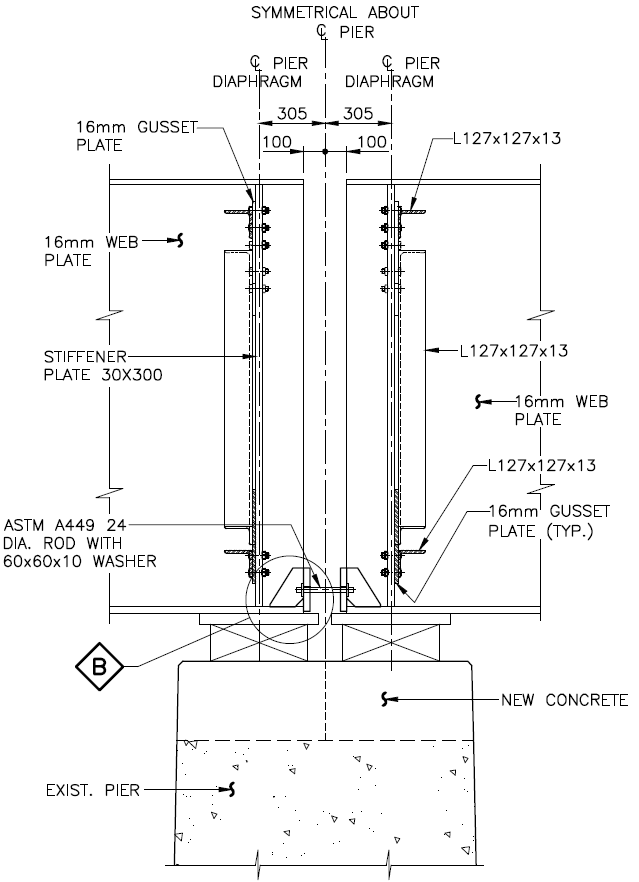 SYMMETRICAL ABOUT
℄ PIER
℄ PIER
DIAPHRAGM
℄ PIER
DIAPHRAGM
305
305
100
100
16mm GUSSET
PLATE
L127x127x13
16mm WEB
PLATE
STIFFENER
PLATE 30X300
L127x127x13
16mm WEB
PLATE
L127x127x13
16mm GUSSET
PLATE (TYP.)
ASTM A449 24
DIA. ROD WITH
60x60x10 WASHER
B
NEW CONCRETE
EXIST. PIER